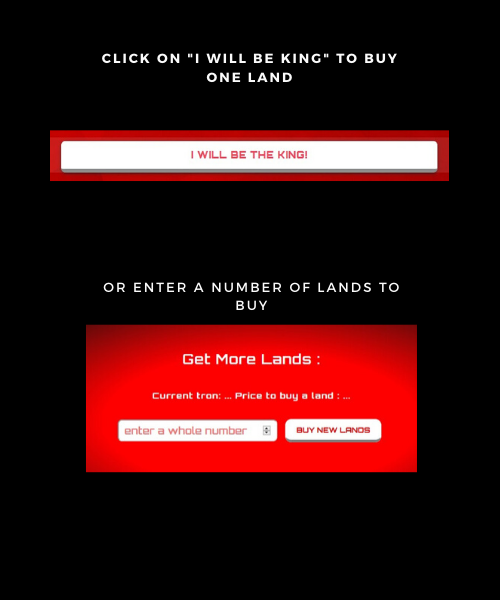 CLICK ON "I WILL BE KING" TO BUY
ONE LAND
I WILL BE THE KING!
OR ENTER A NUMBER OF LANDS TO
BUY
Get More Lands :
Current tron: ... Price to buy a land : ...
enter a whole number
BUY NEW LANDS